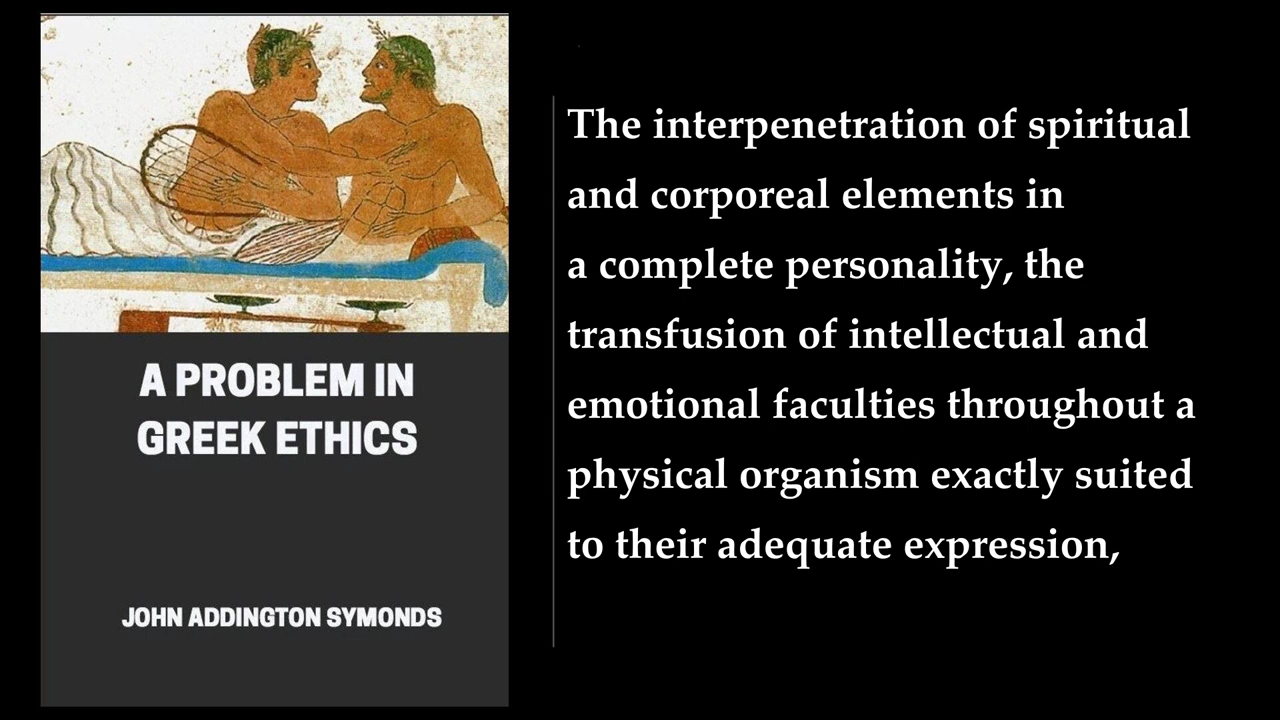 A PROBLEM IN
GREEK ETHICS
JOHN ADDINGTON SYMONDS
The interpenetration of spiritual
and corporeal elements in
a complete personality, the
transfusion of intellectual and
emotional faculties throughout a
physical organism exactly suited
to their adequate expression,